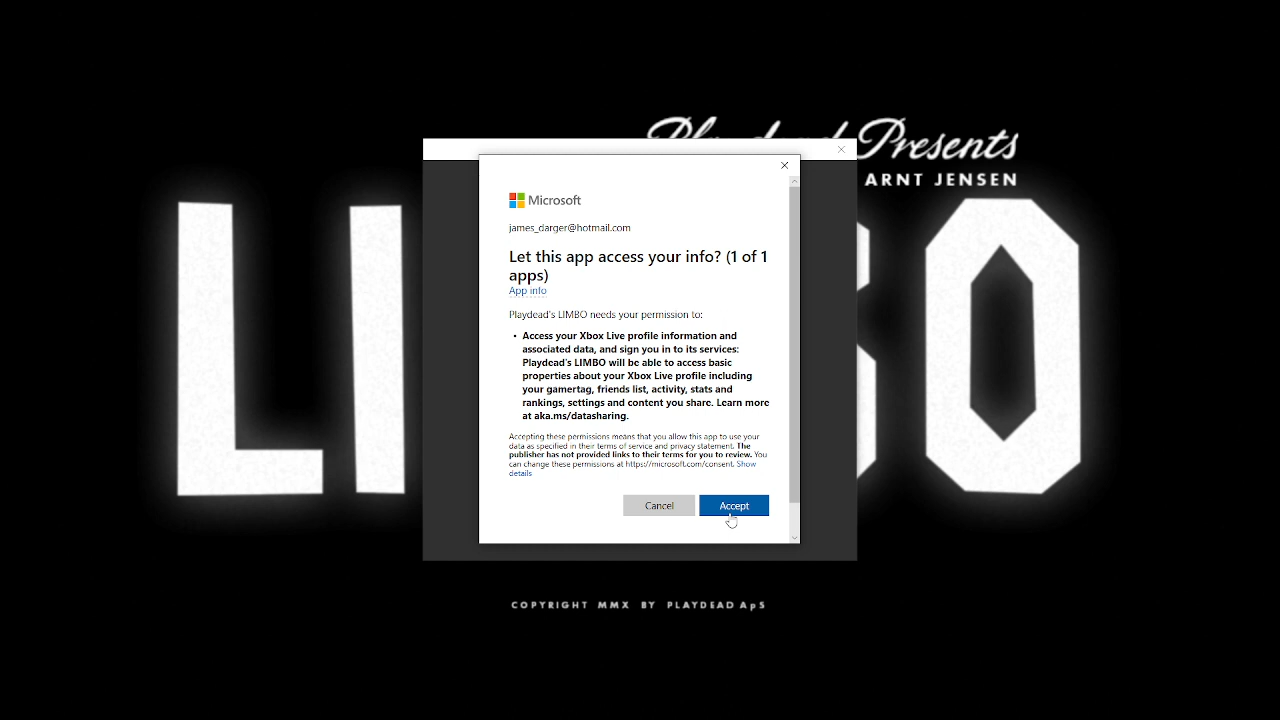 Presents
ARNT JENSEN
Microsoft
james_darger@hotmail.com
Let this app access your info? (1 of 1
apps)
App info
Playdead's LIMBO needs your permission to:
• Access your Xbox Live profile information and
associated data, and sign you in to its services:
Playdead's LIMBO will be able to access basic
properties about your Xbox Live profile including
your gamertag, friends list, activity, stats and
rankings, settings and content you share. Learn more
at aka.ms/datasharing.
Accepting these permissions means that you allow this app to use your
data as specified in their terms of service and privacy statement. The
publisher has not provided links to their terms for you to review. You
can change these permissions at https://microsoft.com/consent. Show
details
Cancel Accept
LI O
COPYRIGHT MMX BY PLAYDEAD ApS